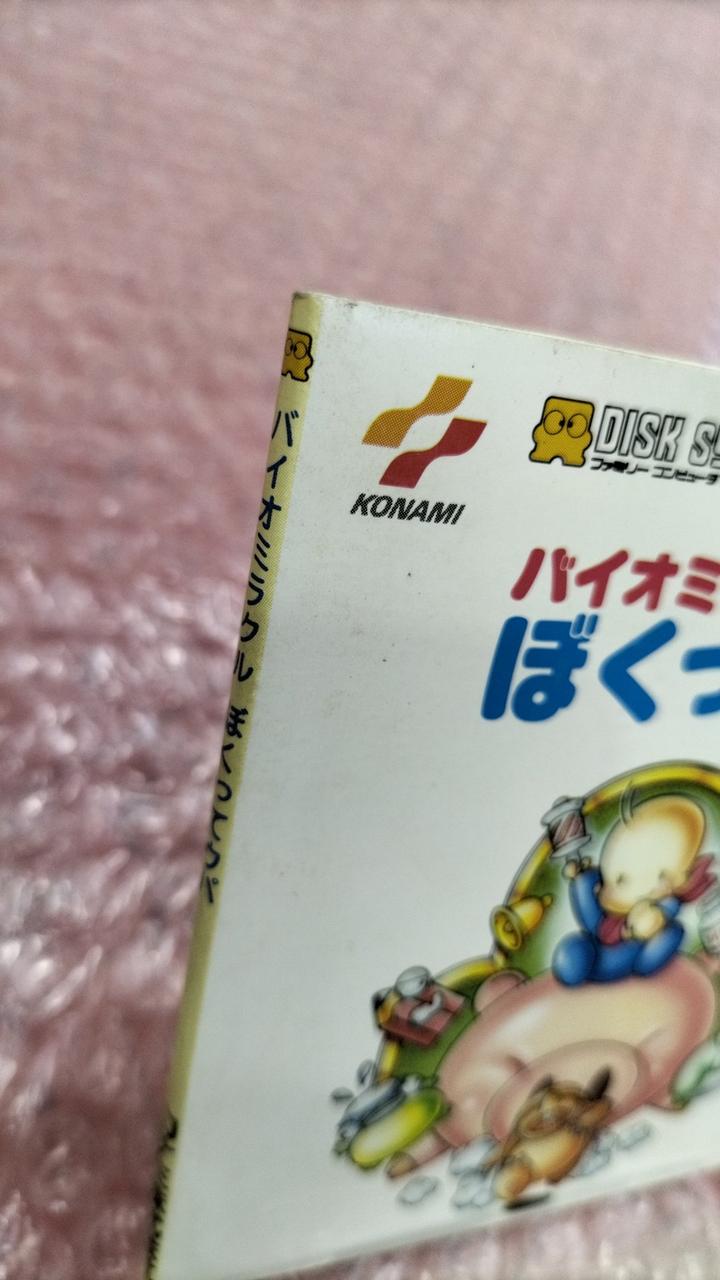 バイオミラクル ぼくってウパ
KONAMI
DISK SY
ファミリー コンピュータ
バイオミ
ぼくっ